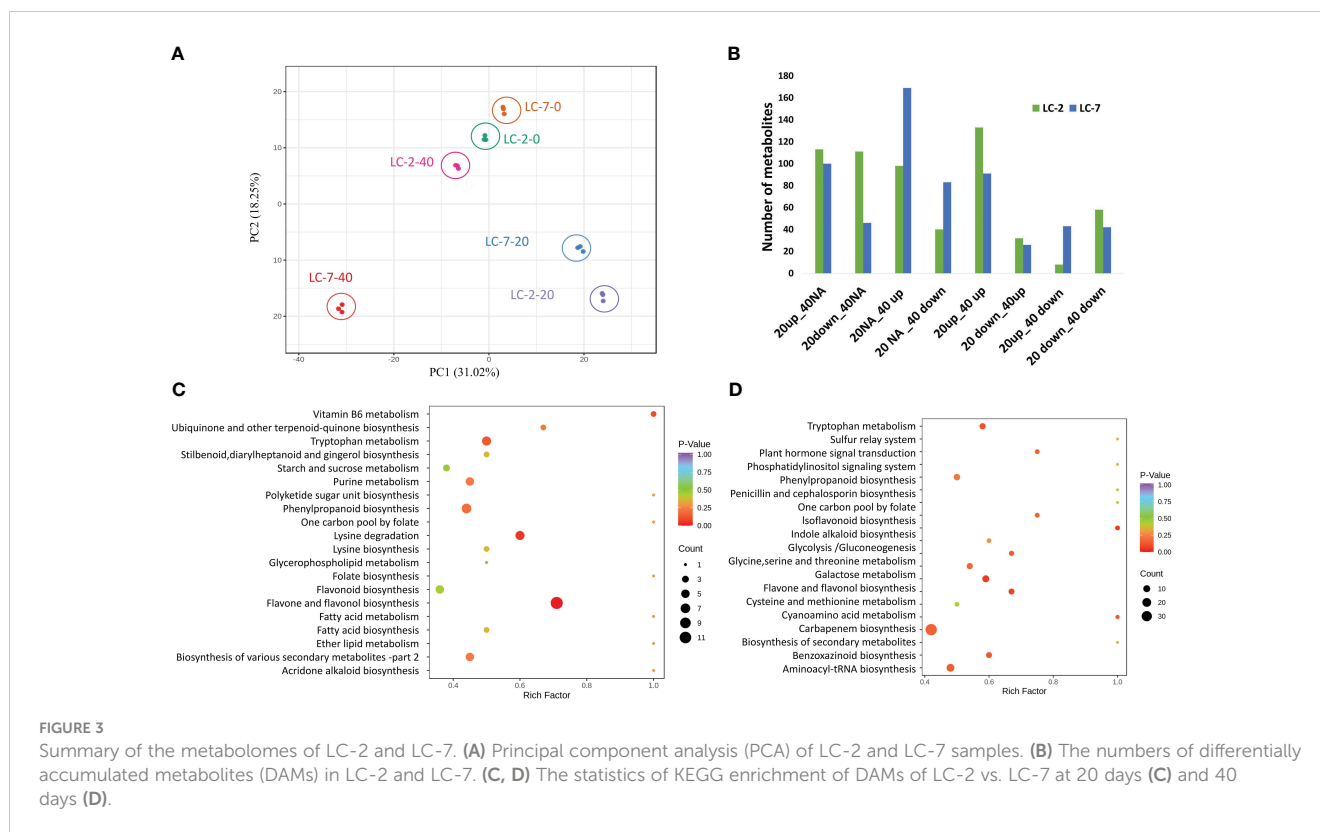 A
20
10
0
10
20
-40
-20
0
20
PC2 (18.25%)
PC1 (31.02%)
LC-7-0
LC-2-0
LC-2-40
LC-7-20
LC-7-40
LC-2-20
B
Number of metabolites
180
160
140
120
100
80
60
40
20
0
LC-2 LC-7
20up_40NA
20down_40NA
20NA_40 up
20 NA_40 down
20up_40 up
20 down_40up
20up_40 down
20 down_40 down
C
Vitamin B6 metabolism
Ubiquinone and other terpenoid-quinone biosynthesis
Tryptophan metabolism
Stilbenoid,diarylheptanoid and gingerol biosynthesis
Starch and sucrose metabolism
Purine metabolism
Polyketide sugar unit biosynthesis
Phenylpropanoid biosynthesis
One carbon pool by folate
Lysine degradation
Lysine biosynthesis
Glycerophospholipid metabolism
Folate biosynthesis
Flavonoid biosynthesis
Flavone and flavonol biosynthesis
Fatty acid metabolism
Fatty acid biosynthesis
Ether lipid metabolism
Biosynthesis of various secondary metabolites -part 2
Acridone alkaloid biosynthesis
0.4 0.6 0.8 1.0
Rich Factor
P-Value
1.00
0.75
0.50
0.25
0.00
Count
1
3
5
7
9
11
D
Tryptophan metabolism
Sulfur relay system
Plant hormone signal transduction
Phosphatidylinositol signaling system
Phenylpropanoid biosynthesis
Penicillin and cephalosporin biosynthesis
One carbon pool by folate
Isoflavonoid biosynthesis
Indole alkaloid biosynthesis
Glycolysis /Gluconeogenesis
Glycine,serine and threonine metabolism
Galactose metabolism
Flavone and flavonol biosynthesis
Cysteine and methionine metabolism
Cyanoamino acid metabolism
Carbapenem biosynthesis
Biosynthesis of secondary metabolites
Benzoxazinoid biosynthesis
Aminoacyl-tRNA biosynthesis
0.4 0.6 0.8 1.0
Rich Factor
P-Value
1.00
0.75
0.50
0.25
0.00
Count
10
20
30
FIGURE 3
Summary of the metabolomes of LC-2 and LC-7. (A) Principal component analysis (PCA) of LC-2 and LC-7 samples. (B) The numbers of differentially
accumulated metabolites (DAMs) in LC-2 and LC-7. (C, D) The statistics of KEGG enrichment of DAMs of LC-2 vs. LC-7 at 20 days (C) and 40
days (D).